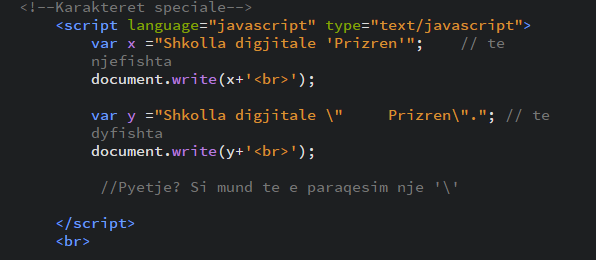 <!--Karakteret speciale-->
<script language="javascript" type="text/javascript">
var x ="Shkolla digjitale 'Prizren'";    // te
njefishta
document.write(x+'<br>');
var y ="Shkolla digjitale \"     Prizren\"."; // te
dyfishta
document.write(y+'<br>');
//Pyetje? Si mund te e paraqesim nje '\'
</script>
<br>